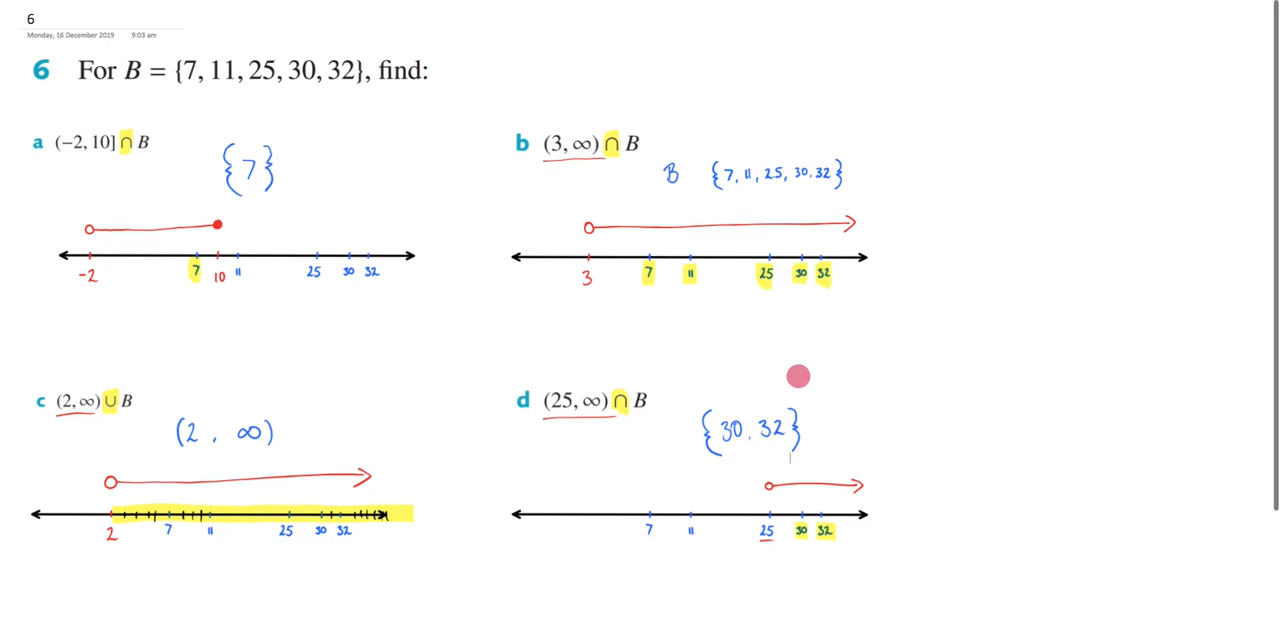 6
Monday, 16 December 2019 9:03 am
6 For B = {7, 11, 25, 30, 32}, find:
a (−2, 10] ∩ B
{7}
-2 7 10 11 25 30 32
b (3, ∞) ∩ B
B {7, 11, 25, 30, 32}
3 7 11 25 30 32
c (2, ∞) ∪ B
(2, ∞)
2 7 11 25 30 32
d (25, ∞) ∩ B
{30, 32}
7 11 25 30 32